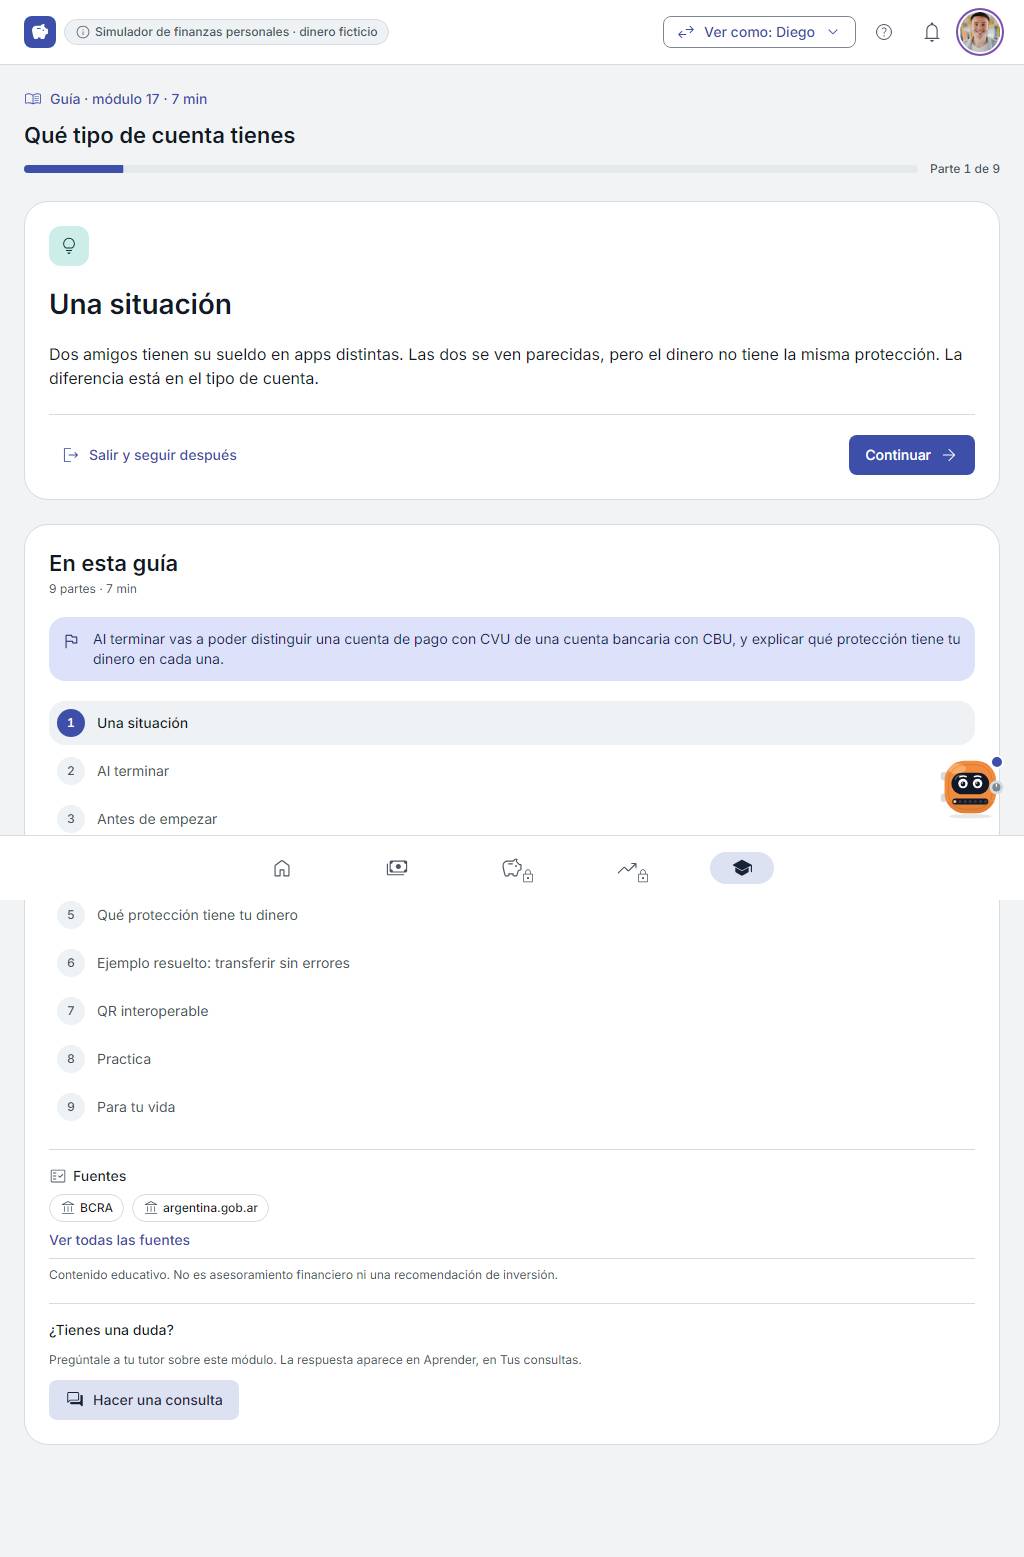 Simulador de finanzas personales · dinero ficticio
Ver como: Diego
Guía · módulo 17 · 7 min
Qué tipo de cuenta tienes
Parte 1 de 9
Una situación
Dos amigos tienen su sueldo en apps distintas. Las dos se ven parecidas, pero el dinero no tiene la misma protección. La
diferencia está en el tipo de cuenta.
Salir y seguir después
Continuar
En esta guía
9 partes · 7 min
Al terminar vas a poder distinguir una cuenta de pago con CVU de una cuenta bancaria con CBU, y explicar qué protección tiene tu
dinero en cada una.
1 Una situación
2 Al terminar
3 Antes de empezar
5 Qué protección tiene tu dinero
6 Ejemplo resuelto: transferir sin errores
7 QR interoperable
8 Practica
9 Para tu vida
Fuentes
BCRA
argentina.gob.ar
Ver todas las fuentes
Contenido educativo. No es asesoramiento financiero ni una recomendación de inversión.
¿Tienes una duda?
Pregúntale a tu tutor sobre este módulo. La respuesta aparece en Aprender, en Tus consultas.
Hacer una consulta